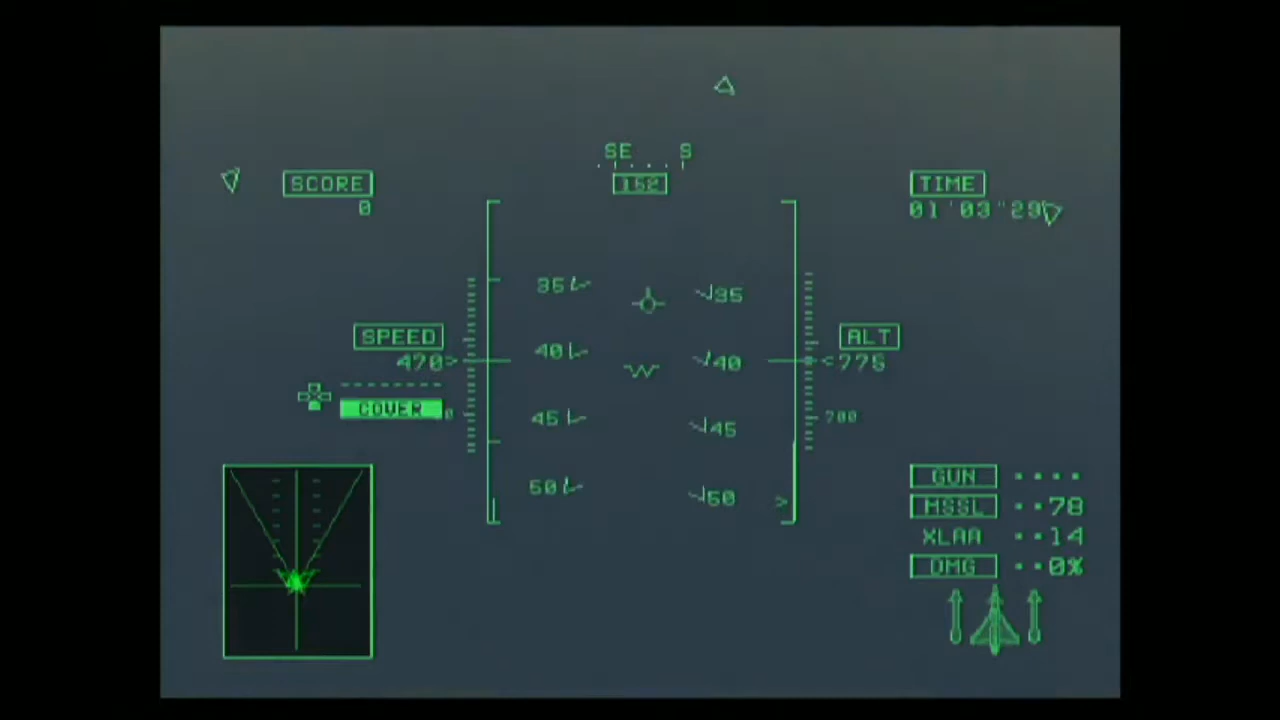 SE S
SCORE
152
TIME
0
01'03"29
35 35
SPEED
ALT
40 40
470> <775
COVER 0
45 45
700
50 50
GUN ....
MSSL ..78
XLAA ..14
DMG ..0%